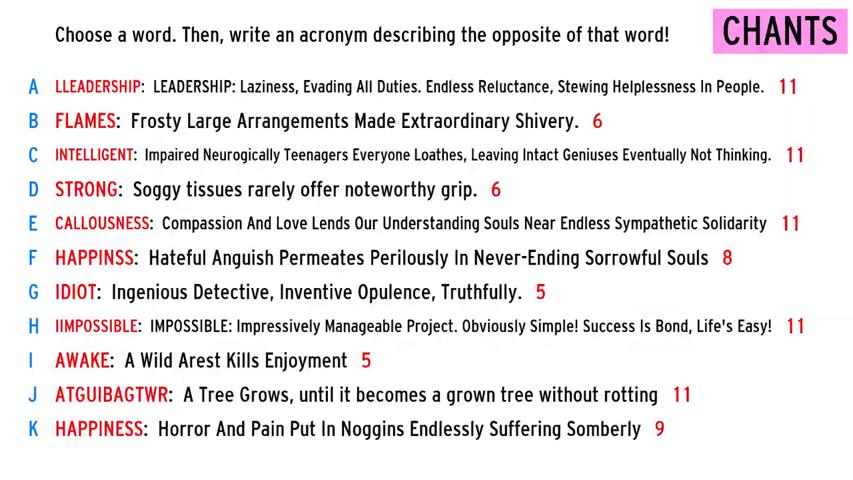 Choose a word. Then, write an acronym describing the opposite of that word!
CHANTS
A LLEADERSHIP: LEADERSHIP: Laziness, Evading All Duties. Endless Reluctance, Stewing Helplessness In People. 11
B FLAMES: Frosty Large Arrangements Made Extraordinary Shivery. 6
C INTELLIGENT: Impaired Neurogically Teenagers Everyone Loathes, Leaving Intact Geniuses Eventually Not Thinking. 11
D STRONG: Soggy tissues rarely offer noteworthy grip. 6
E CALLOUSNESS: Compassion And Love Lends Our Understanding Souls Near Endless Sympathetic Solidarity 11
F HAPPINSS: Hateful Anguish Permeates Perilously In Never-Ending Sorrowful Souls 8
G IDIOT: Ingenious Detective, Inventive Opulence, Truthfully. 5
H IIMPOSSIBLE: IMPOSSIBLE: Impressively Manageable Project. Obviously Simple! Success Is Bond, Life's Easy! 11
I AWAKE: A Wild Arest Kills Enjoyment 5
J ATGUIBAGTWR: A Tree Grows, until it becomes a grown tree without rotting 11
K HAPPINESS: Horror And Pain Put In Noggins Endlessly Suffering Somberly 9